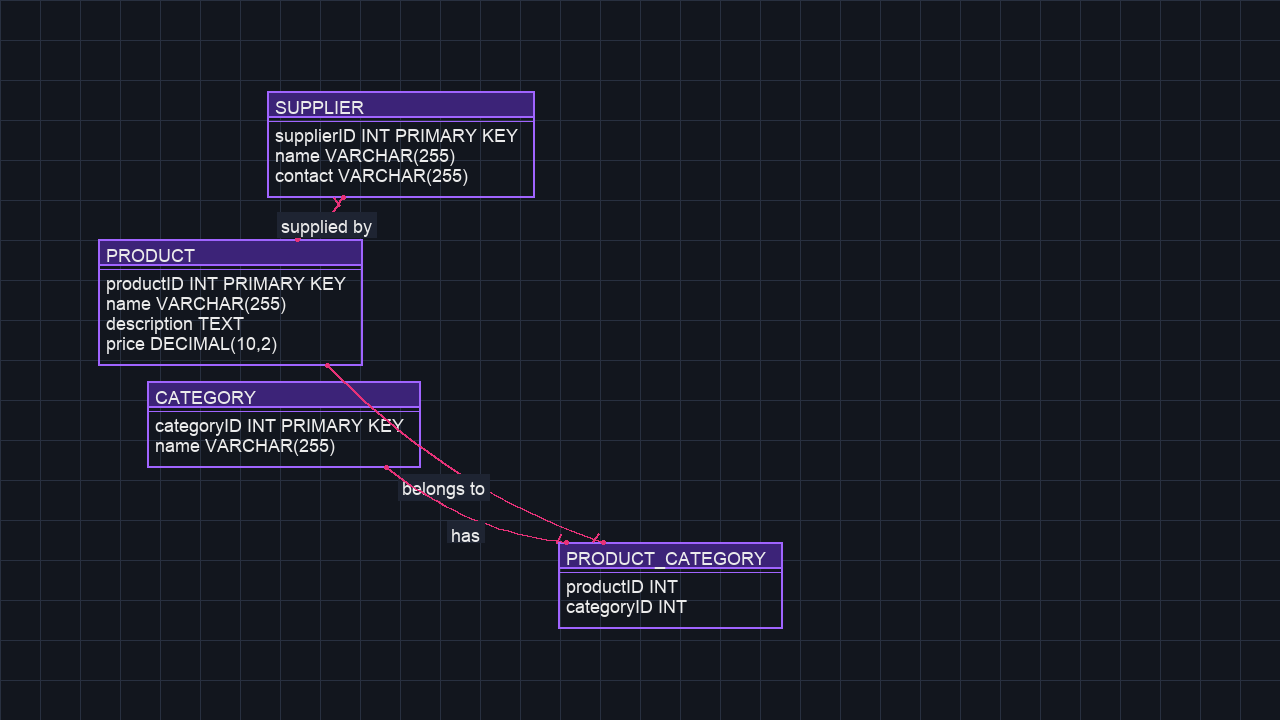 SUPPLIER
supplierID INT PRIMARY KEY
name VARCHAR(255)
contact VARCHAR(255)
supplied by
PRODUCT
productID INT PRIMARY KEY
name VARCHAR(255)
description TEXT
price DECIMAL(10,2)
CATEGORY
categoryID INT PRIMARY KEY
name VARCHAR(255)
belongs to
has
PRODUCT_CATEGORY
productID INT
categoryID INT